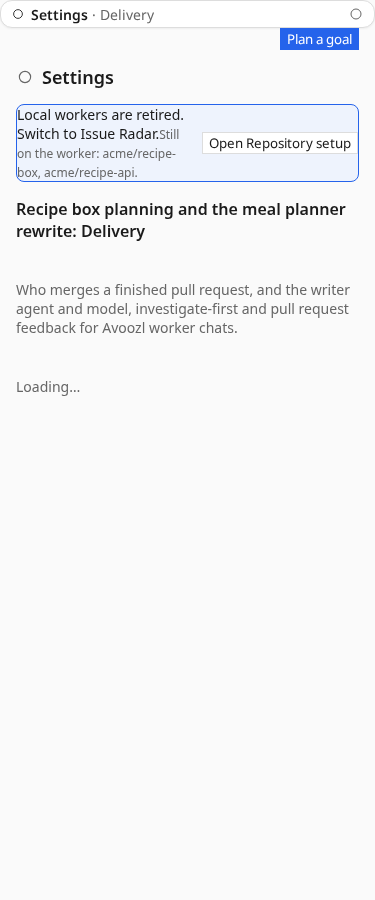 Settings · Delivery
Plan a goal
Settings
Local workers are retired.
Switch to Issue Radar.Still
on the worker: acme/recipe-
box, acme/recipe-api.
Open Repository setup
Recipe box planning and the meal planner
rewrite: Delivery
Who merges a finished pull request, and the writer
agent and model, investigate-first and pull request
feedback for Avoozl worker chats.
Loading…